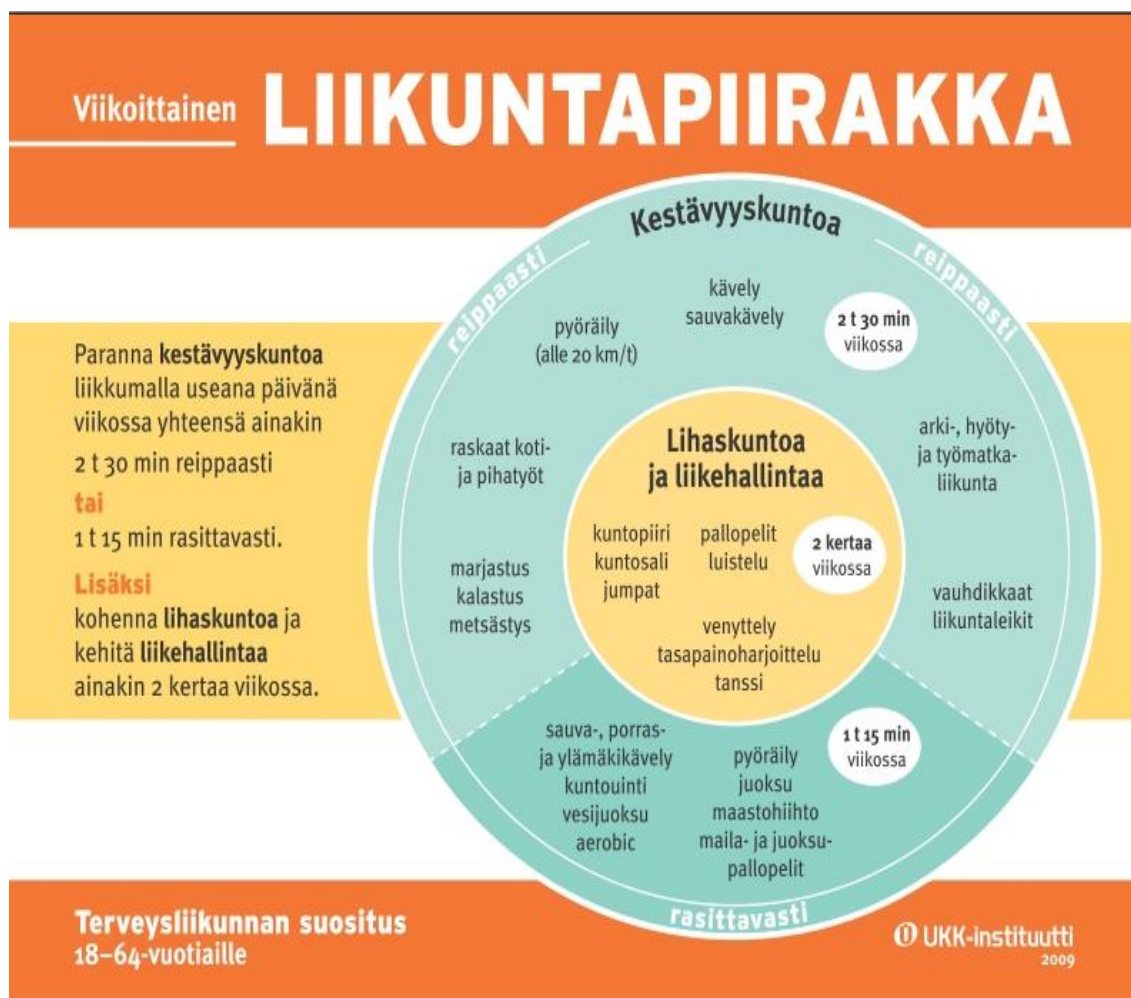 Viikoittainen LIIKUNTAPIIRAKKA
Paranna kestävyyskuntoa
liikkumalla useana päivänä
viikossa yhteensä ainakin
2 t 30 min reippaasti
tai
1 t 15 min rasittavasti.
Lisäksi
kohenna lihaskuntoa ja
kehitä liikehallintaa
ainakin 2 kertaa viikossa.
Kestävyyskuntoa
reippaasti
reippaasti
kävely
sauvakävely
2 t 30 min
viikossa
pyöräily
(alle 20 km/t)
raskaat koti-
ja pihatyöt
marjastus
kalastus
metsästys
arki-, hyöty-
ja työmatka-
liikunta
vauhdikkaat
liikuntaleikit
Lihaskuntoa
ja liikehallintaa
kuntopiiri
kuntosali
jumpat
pallopelit
luistelu
2 kertaa
viikossa
venyttely
tasapainoharjoittelu
tanssi
sauva-, porras-
ja ylämäkikävely
kuntouinti
vesijuoksu
aerobic
pyöräily
juoksu
maastohiihto
maila- ja juoksu-
pallopelit
1 t 15 min
viikossa
rasittavasti
Terveysliikunnan suositus
18–64-vuotiaille
UKK-instituutti
2009